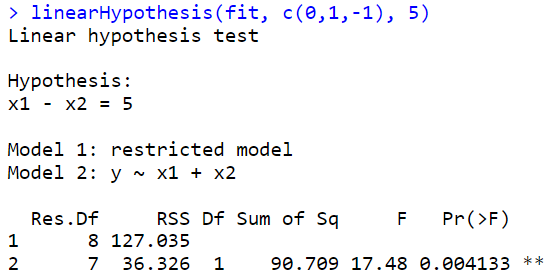 > linearHypothesis(fit, c(0,1,-1), 5)
Linear hypothesis test
Hypothesis:
x1 - x2 = 5
Model 1: restricted model
Model 2: y ~ x1 + x2
Res.Df RSS Df Sum of Sq F Pr(>F)
1 8 127.035
2 7 36.326 1 90.709 17.48 0.004133 **